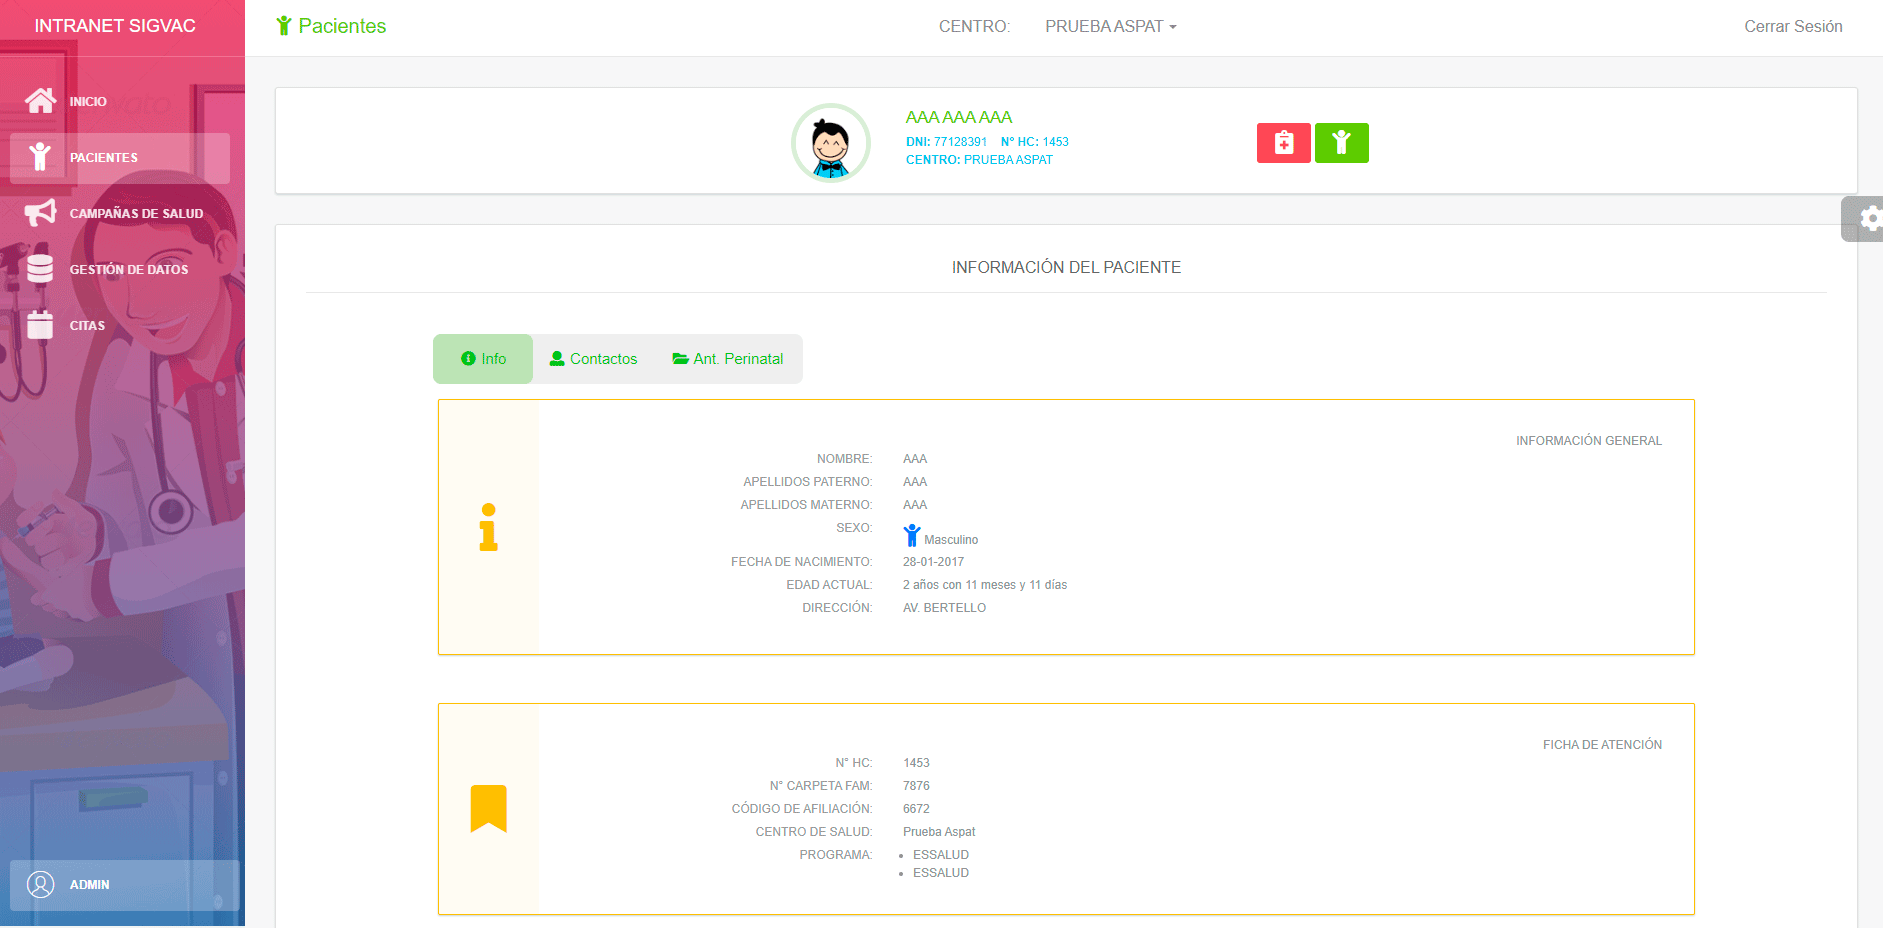 INTRANET SIGVAC
INICIO
PACIENTES
CAMPAÑAS DE SALUD
GESTIÓN DE DATOS
CITAS
ADMIN
Pacientes
CENTRO: PRUEBA ASPAT
Cerrar Sesión
AAA AAA AAA
DNI: 77128391 N° HC: 1453
CENTRO: PRUEBA ASPAT
INFORMACIÓN DEL PACIENTE
Info Contactos Ant. Perinatal
INFORMACIÓN GENERAL
NOMBRE: AAA
APELLIDOS PATERNO: AAA
APELLIDOS MATERNO: AAA
SEXO: Masculino
FECHA DE NACIMIENTO: 28-01-2017
EDAD ACTUAL: 2 años con 11 meses y 11 días
DIRECCIÓN: AV. BERTELLO
FICHA DE ATENCIÓN
N° HC: 1453
N° CARPETA FAM: 7876
CÓDIGO DE AFILIACIÓN: 6672
CENTRO DE SALUD: Prueba Aspat
PROGRAMA: • ESSALUD
• ESSALUD